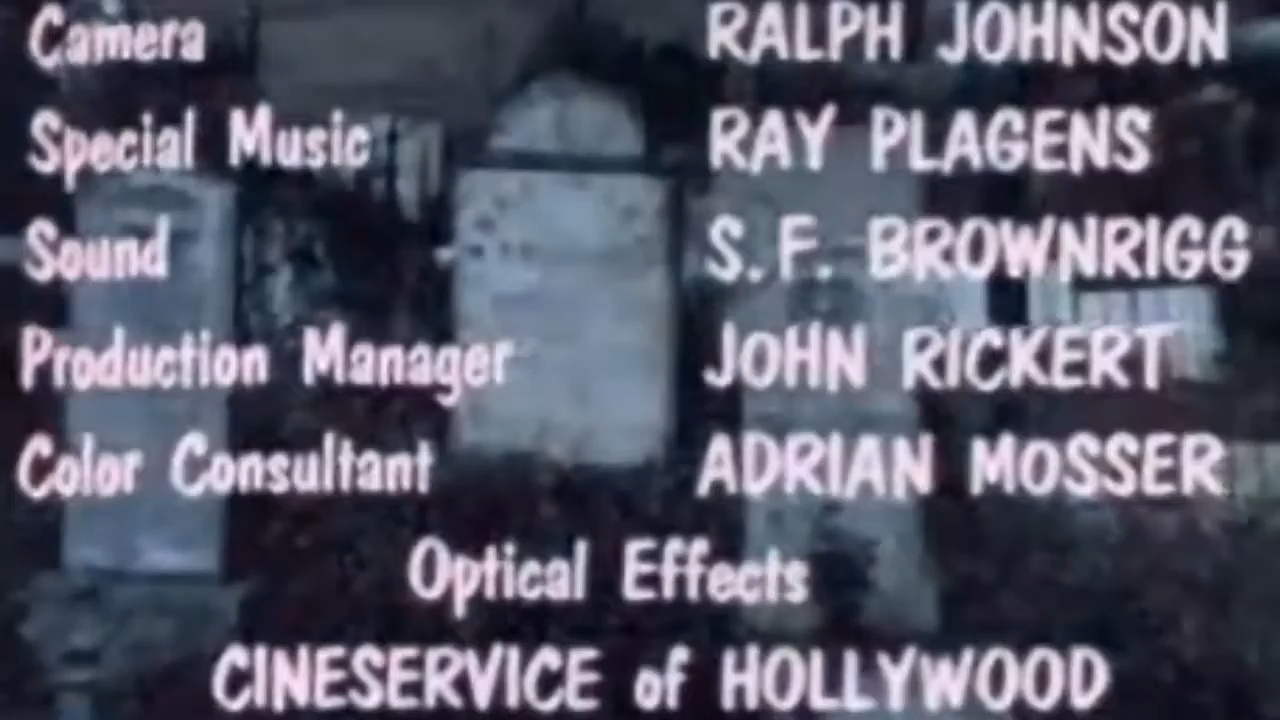 Camera RALPH JOHNSON
Special Music RAY PLAGENS
Sound S. F. BROWNRIGG
Production Manager JOHN RICKERT
Color Consultant ADRIAN MoSSER
Optical Effects
CINESERVICE of HOLLYWOOD